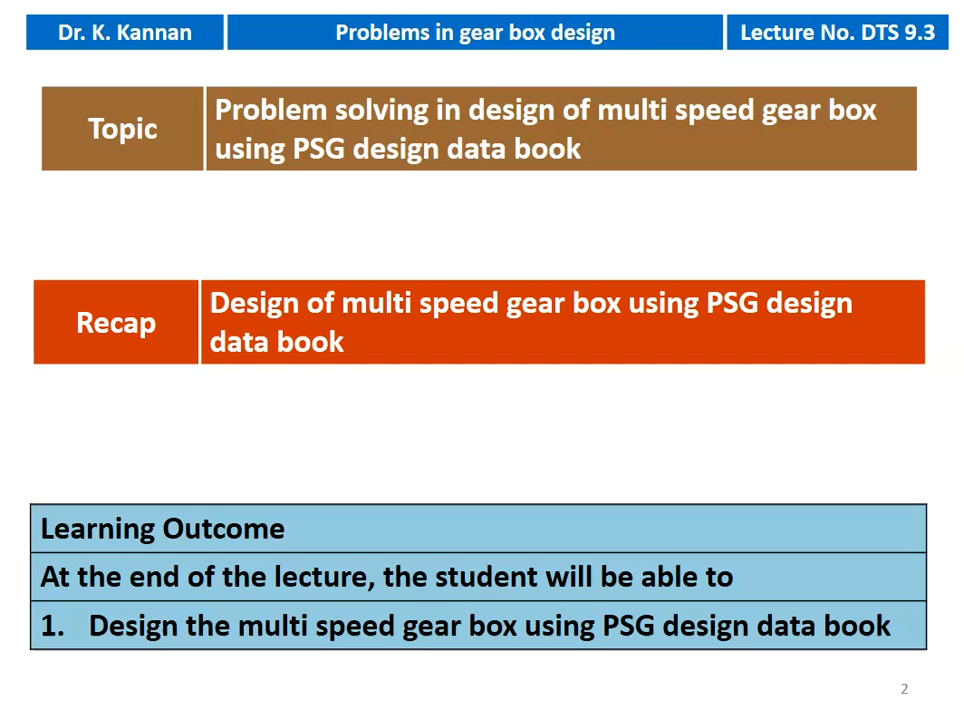 Dr. K. Kannan
Problems in gear box design
Lecture No. DTS 9.3
Topic
Problem solving in design of multi speed gear box
using PSG design data book
Recap
Design of multi speed gear box using PSG design
data book
Learning Outcome
At the end of the lecture, the student will be able to
1. Design the multi speed gear box using PSG design data book
2